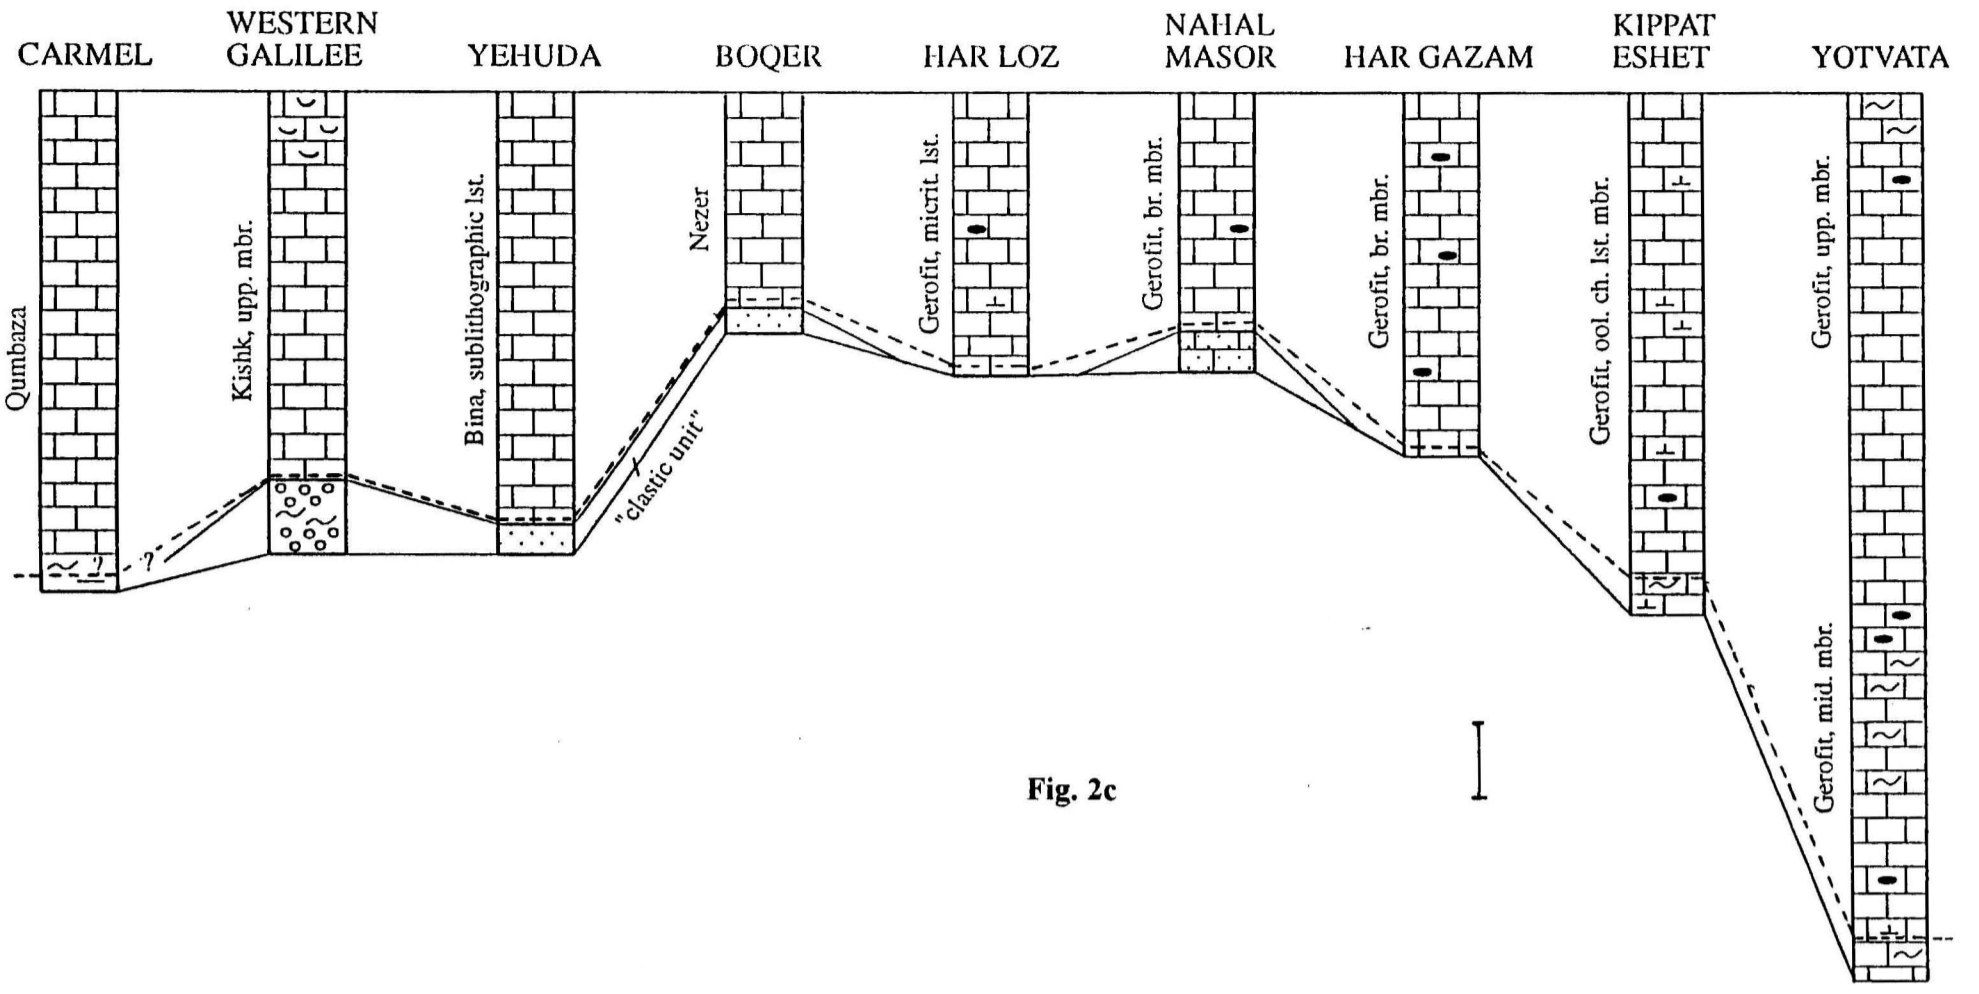 CARMEL
WESTERN
GALILEE
YEHUDA
BOQER
HAR LOZ
NAHAL
MASOR
HAR GAZAM
KIPPAT
ESHET
YOTVATA
Qumbaza
Kishk, upp. mbr.
Bina, sublithographic lst.
Nezer
Gerofit, micrit. lst.
Gerofit, br. mbr.
Gerofit, br. mbr.
Gerofit, ool. ch. lst. mbr.
Gerofit, upp. mbr.
Gerofit, mid. mbr.
"clastic unit"
?
?
Fig. 2c